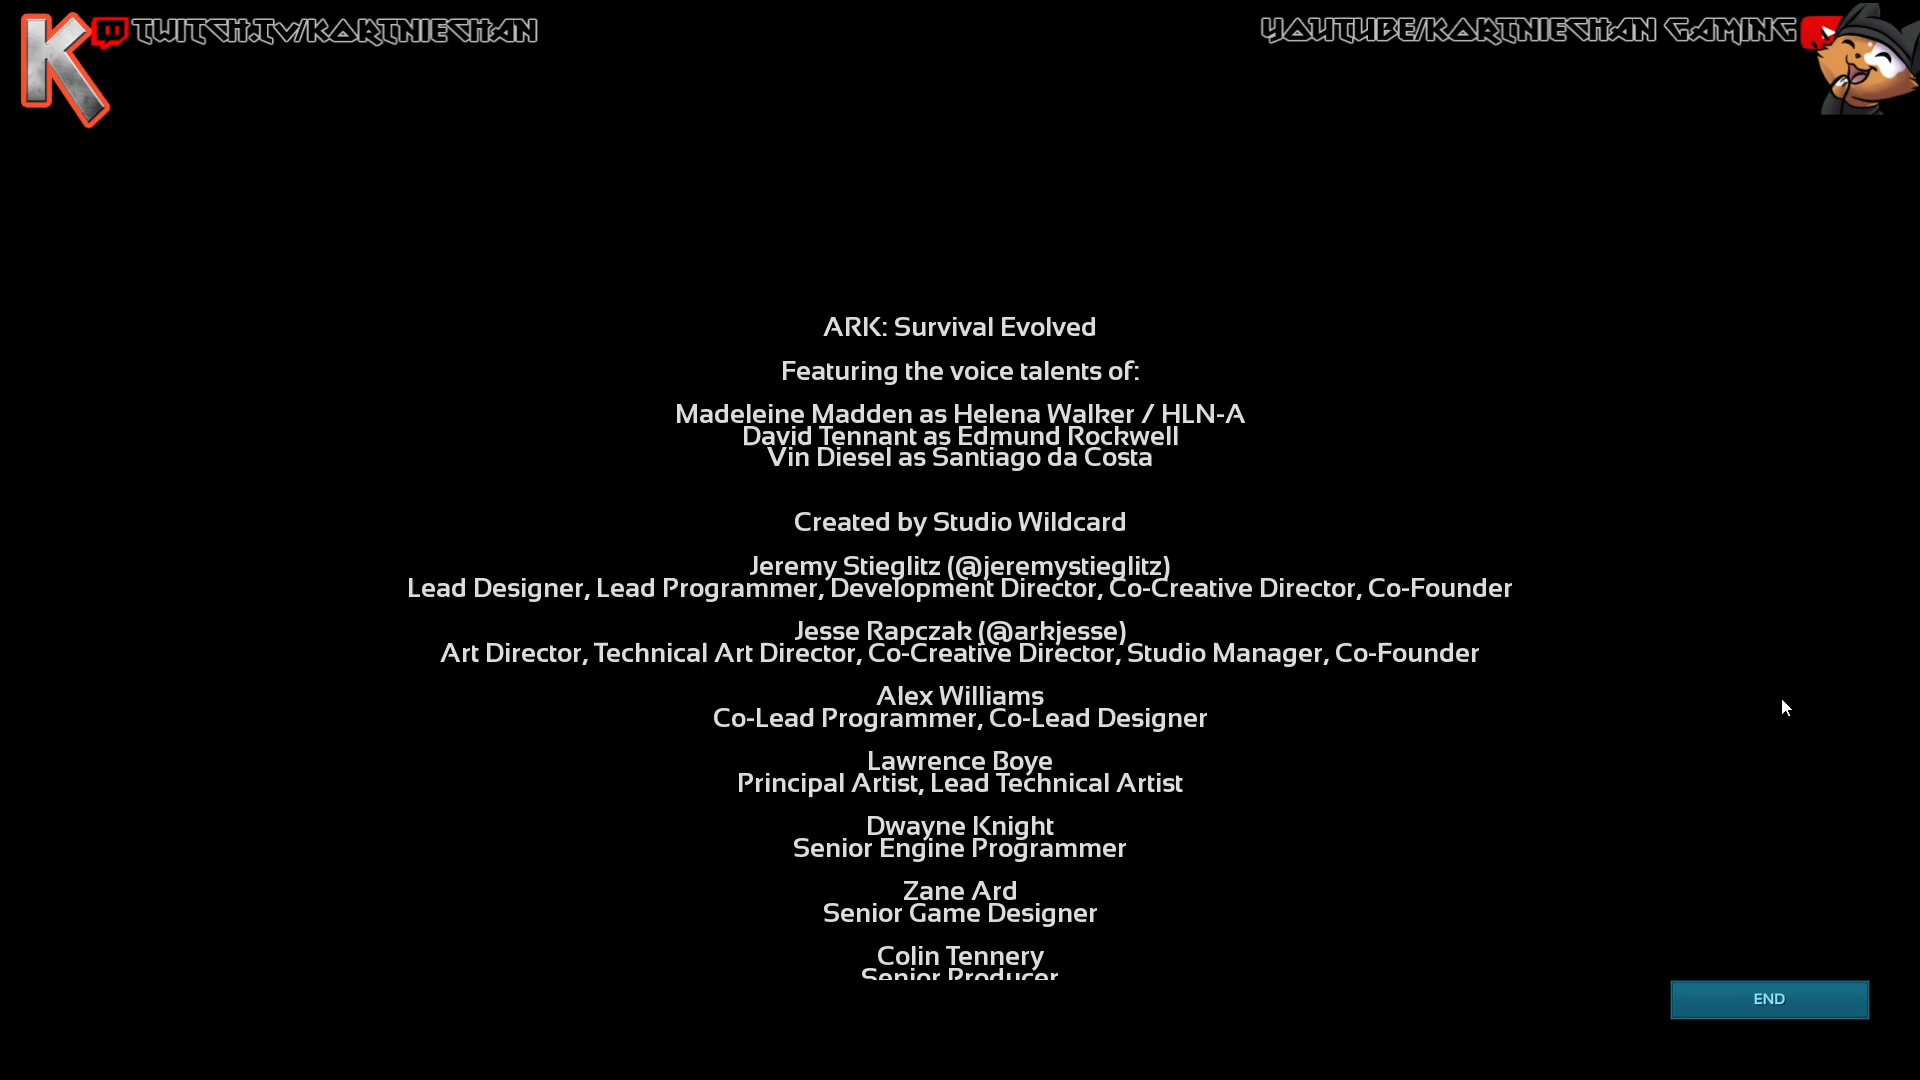 K
TWITCH.TV/KORTNIECHAN
YOUTUBE/KORTNIECHAN GAMING
ARK: Survival Evolved
Featuring the voice talents of:
Madeleine Madden as Helena Walker / HLN-A
David Tennant as Edmund Rockwell
Vin Diesel as Santiago da Costa
Created by Studio Wildcard
Jeremy Stieglitz (@jeremystieglitz)
Lead Designer, Lead Programmer, Development Director, Co-Creative Director, Co-Founder
Jesse Rapczak (@arkjesse)
Art Director, Technical Art Director, Co-Creative Director, Studio Manager, Co-Founder
Alex Williams
Co-Lead Programmer, Co-Lead Designer
Lawrence Boye
Principal Artist, Lead Technical Artist
Dwayne Knight
Senior Engine Programmer
Zane Ard
Senior Game Designer
Colin Tennery
Senior Producer
END